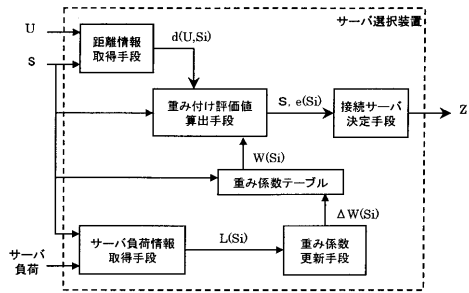 サーバ選択装置
U
距離情報
取得手段
d(U,Si)
S
重み付け評価値
算出手段
S, e(Si)
接続サーバ
決定手段
Z
W(Si)
重み係数テーブル
ΔW(Si)
サーバ負荷情報
取得手段
L(Si)
重み係数
更新手段
サーバ
負荷